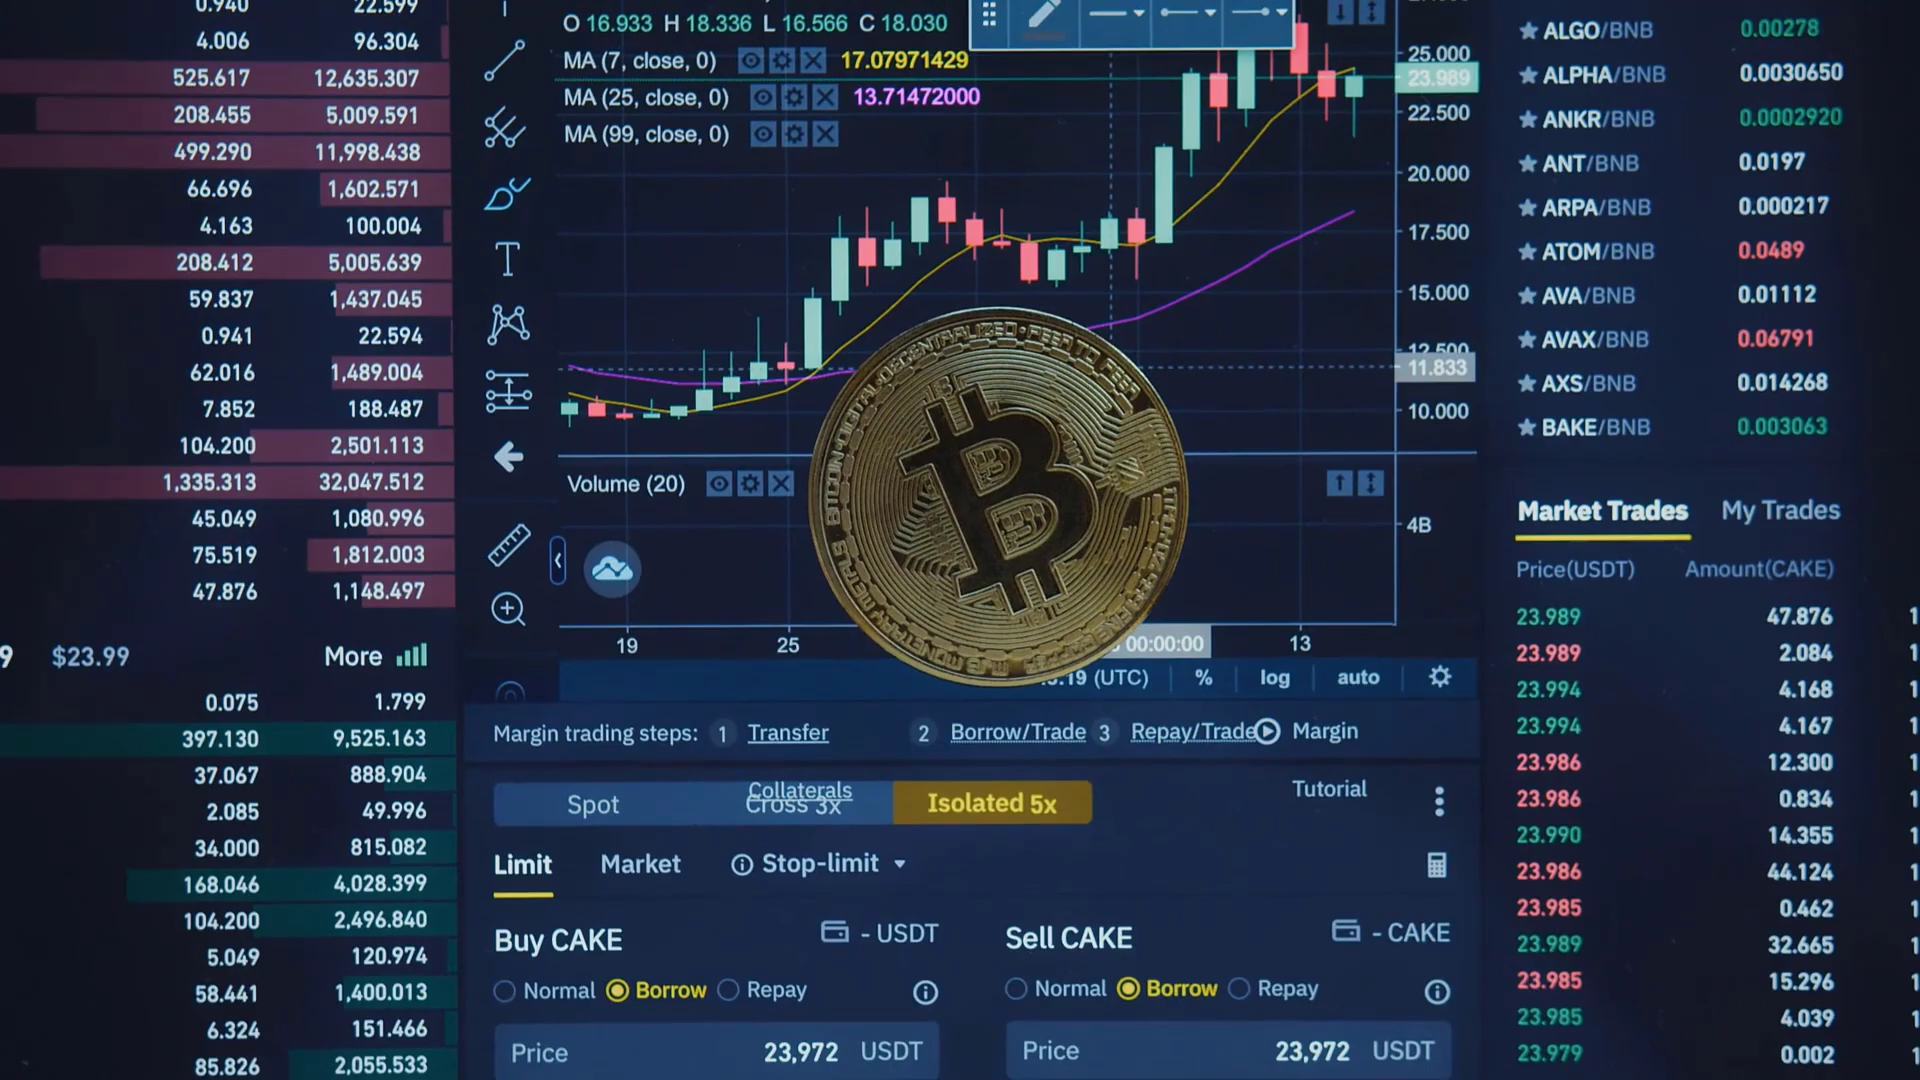 0.940 22.599
4.006 96.304
525.617 12,635.307
208.455 5,009.591
499.290 11,998.438
66.696 1,602.571
4.163 100.004
208.412 5,005.639
59.837 1,437.045
0.941 22.594
62.016 1,489.004
7.852 188.487
104.200 2,501.113
1,335.313 32,047.512
45.049 1,080.996
75.519 1,812.003
47.876 1,148.497
9 $23.99 More
0.075 1.799
397.130 9,525.163
37.067 888.904
2.085 49.996
34.000 815.082
168.046 4,028.399
104.200 2,496.840
5.049 120.974
58.441 1,400.013
6.324 151.466
85.826 2,055.533
O 16.933 H 18.336 L 16.566 C 18.030
MA (7, close, 0) 17.07971429
MA (25, close, 0) 13.71472000
MA (99, close, 0)
25.000
23.989
22.500
20.000
17.500
15.000
12.500
11.833
10.000
Volume (20)
4B
DECENTRALIZED • PEER TO PEER
BITCOIN•DIGITAL
19 25 00:00:00 13
:19 (UTC) % log auto
Margin trading steps: 1 Transfer 2 Borrow/Trade 3 Repay/Trade Margin
Collaterals Tutorial
Spot Cross 3x Isolated 5x
Limit Market Stop-limit
Buy CAKE - USDT
Normal Borrow Repay
Price 23,972 USDT
Sell CAKE - CAKE
Normal Borrow Repay
Price 23,972 USDT
ALGO/BNB 0.00278
ALPHA/BNB 0.0030650
ANKR/BNB 0.0002920
ANT/BNB 0.0197
ARPA/BNB 0.000217
ATOM/BNB 0.0489
AVA/BNB 0.01112
AVAX/BNB 0.06791
AXS/BNB 0.014268
BAKE/BNB 0.003063
Market Trades My Trades
Price(USDT) Amount(CAKE)
23.989 47.876
23.989 2.084
23.994 4.168
23.994 4.167
23.986 12.300
23.986 0.834
23.990 14.355
23.986 44.124
23.985 0.462
23.989 32.665
23.985 15.296
23.985 4.039
23.979 0.002